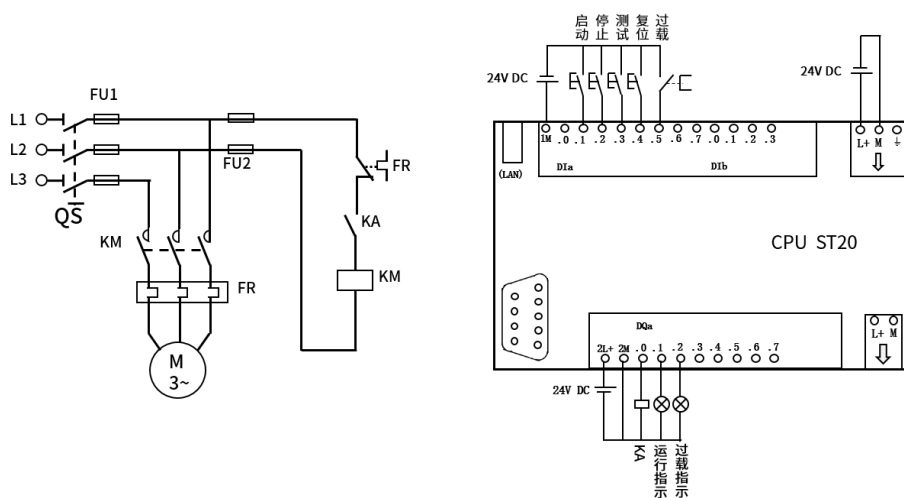 FU1
L1
L2
L3
QS
FU2
FR
KA
KM
KM
FR
M
3~
启动
停止
测试
复位
过载
24V DC
24V DC
1M .0 .1 .2 .3 .4 .5 .6 .7 .0 .1 .2 .3
DIa
DIb
L+ M
(LAN)
CPU ST20
DQa
2L+ 2M .0 .1 .2 .3 .4 .5 .6 .7
L+ M
24V DC
KA
运行指示
过载指示